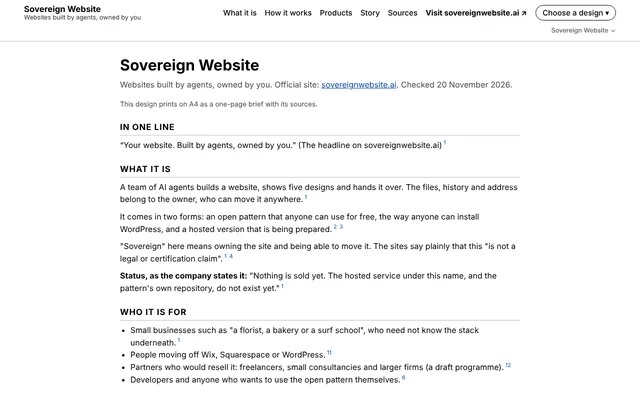 Sovereign Website
Websites built by agents, owned by you
What it is How it works Products Story Sources Visit sovereignwebsite.ai ↗ Choose a design ▾
Sovereign Website
Sovereign Website
Websites built by agents, owned by you. Official site: sovereignwebsite.ai. Checked 20 November 2026.
This design prints on A4 as a one-page brief with its sources.
IN ONE LINE
“Your website. Built by agents, owned by you.” (The headline on sovereignwebsite.ai) 1
WHAT IT IS
A team of AI agents builds a website, shows five designs and hands it over. The files, history and address
belong to the owner, who can move it anywhere. 1
It comes in two forms: an open pattern that anyone can use for free, the way anyone can install
WordPress, and a hosted version that is being prepared. 2 3
"Sovereign" here means owning the site and being able to move it. The sites say plainly that this "is not a
legal or certification claim". 1 4
Status, as the company states it: "Nothing is sold yet. The hosted service under this name, and the
pattern's own repository, do not exist yet." 1
WHO IT IS FOR
• Small businesses such as "a florist, a bakery or a surf school", who need not know the stack
underneath. 1
• People moving off Wix, Squarespace or WordPress. 11
• Partners who would resell it: freelancers, small consultancies and larger firms (a draft programme). 12
• Developers and anyone who wants to use the open pattern themselves. 6